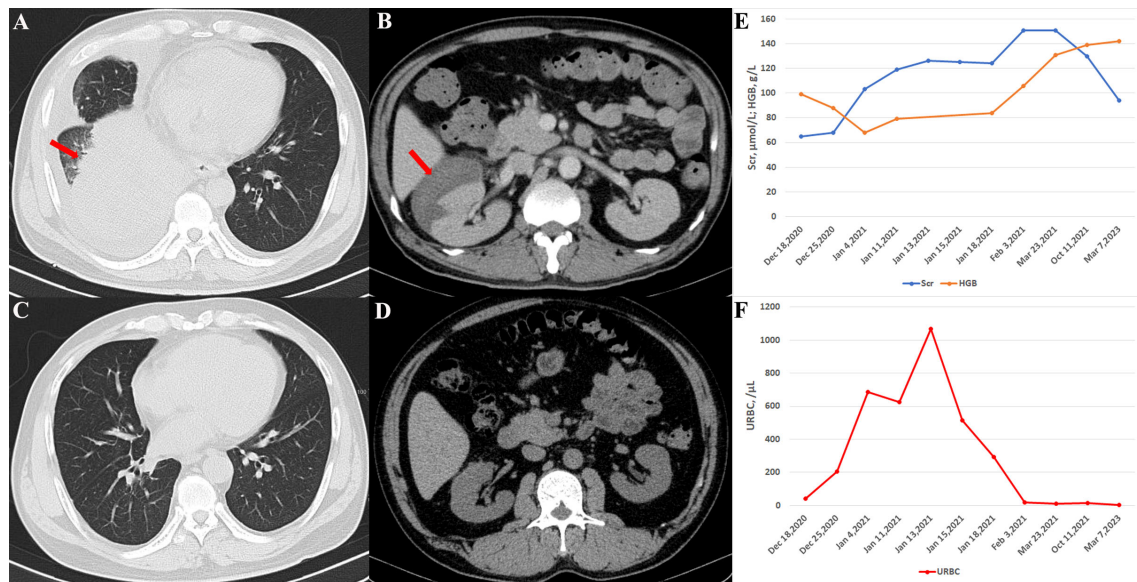 A
B
C
D
E
Scr, μmol/L; HGB, g/L
160
140
120
100
80
60
40
20
0
Dec 18,2020
Dec 25,2020
Jan 4,2021
Jan 11,2021
Jan 13,2021
Jan 15,2021
Jan 18,2021
Feb 3,2021
Mar 23,2021
Oct 11,2021
Mar 7,2023
Scr HGB
F
URBC, /μL
1200
1000
800
600
400
200
0
Dec 18,2020
Dec 25,2020
Jan 4,2021
Jan 11,2021
Jan 13,2021
Jan 15,2021
Jan 18,2021
Feb 3,2021
Mar 23,2021
Oct 11,2021
Mar 7,2023
URBC